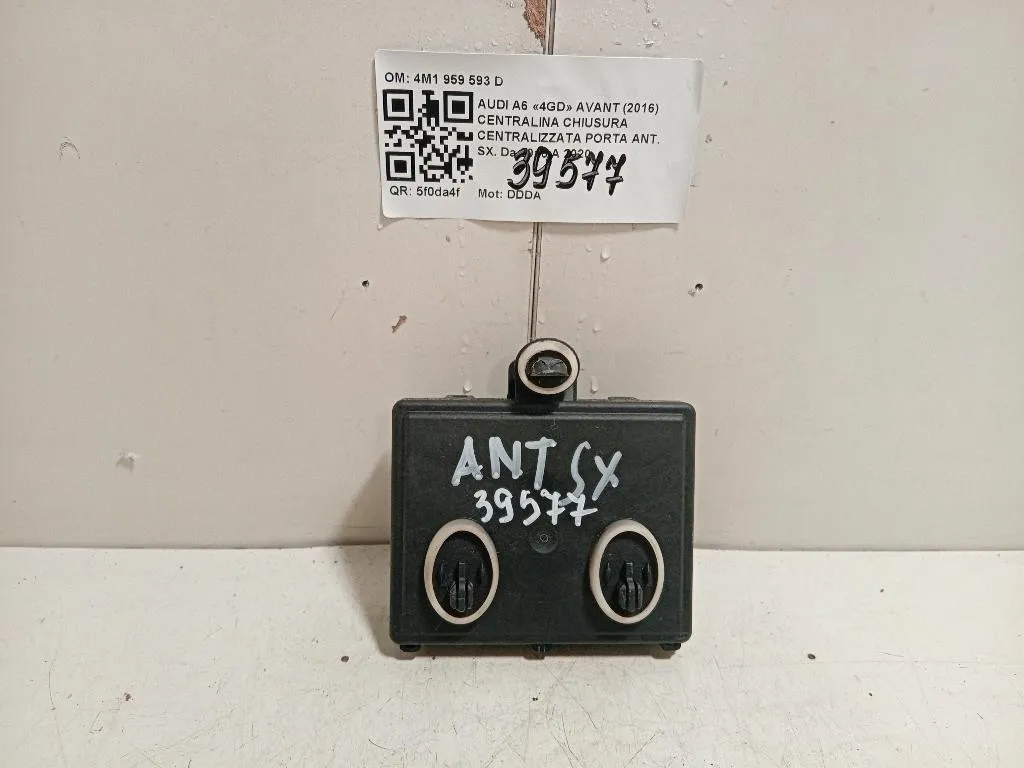 OM: 4M1 959 593 D
AUDI A6 «4GD» AVANT (2016)
CENTRALINA CHIUSURA
CENTRALIZZATA PORTA ANT.
SX. Da A 2020
39577
QR: 5f0da4f Mot: DDDA
ANT SX
39577